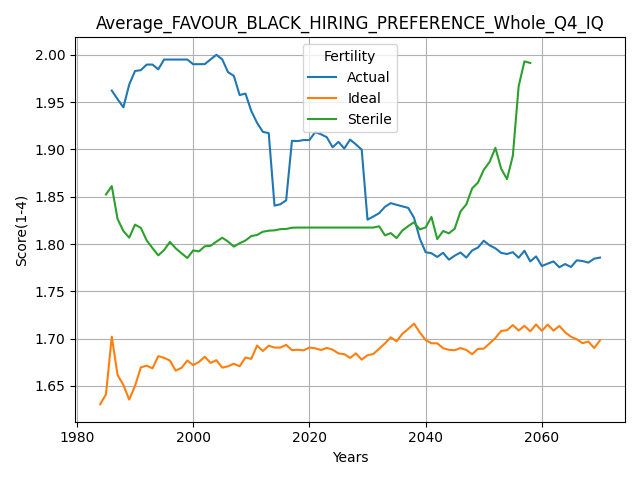 Average_FAVOUR_BLACK_HIRING_PREFERENCE_Whole_Q4_IQ
Fertility
Actual
Ideal
Sterile
Score(1-4)
2.00
1.95
1.90
1.85
1.80
1.75
1.70
1.65
1980
2000
2020
2040
2060
Years